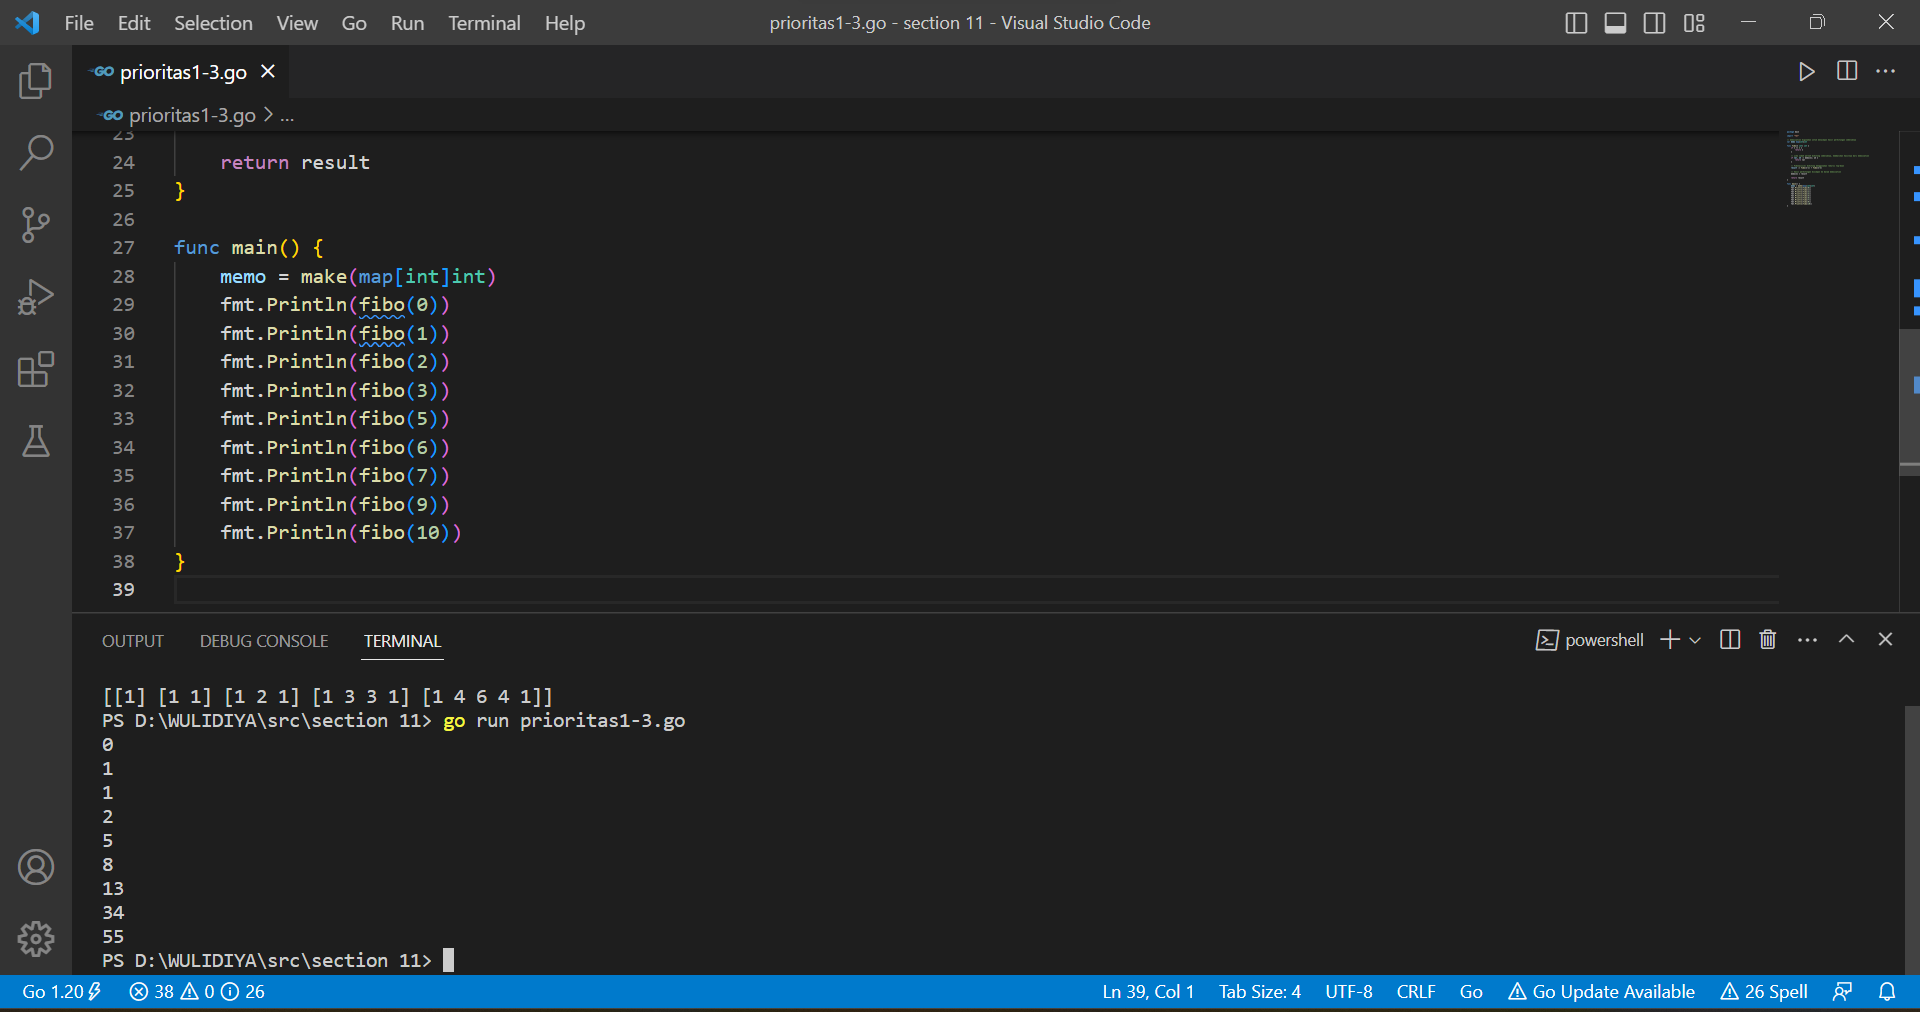 File Edit Selection View Go Run Terminal Help prioritas1-3.go - section 11 - Visual Studio Code
GO prioritas1-3.go
GO prioritas1-3.go > ...
23
24 return result
25 }
26
27 func main() {
28 memo = make(map[int]int)
29 fmt.Println(fibo(0))
30 fmt.Println(fibo(1))
31 fmt.Println(fibo(2))
32 fmt.Println(fibo(3))
33 fmt.Println(fibo(5))
34 fmt.Println(fibo(6))
35 fmt.Println(fibo(7))
36 fmt.Println(fibo(9))
37 fmt.Println(fibo(10))
38 }
39
OUTPUT DEBUG CONSOLE TERMINAL powershell
[[1] [1 1] [1 2 1] [1 3 3 1] [1 4 6 4 1]]
PS D:\WULIDIYA\src\section 11> go run prioritas1-3.go
0
1
1
2
5
8
13
34
55
PS D:\WULIDIYA\src\section 11>
Go 1.20 38 0 26 Ln 39, Col 1 Tab Size: 4 UTF-8 CRLF Go Go Update Available 26 Spell